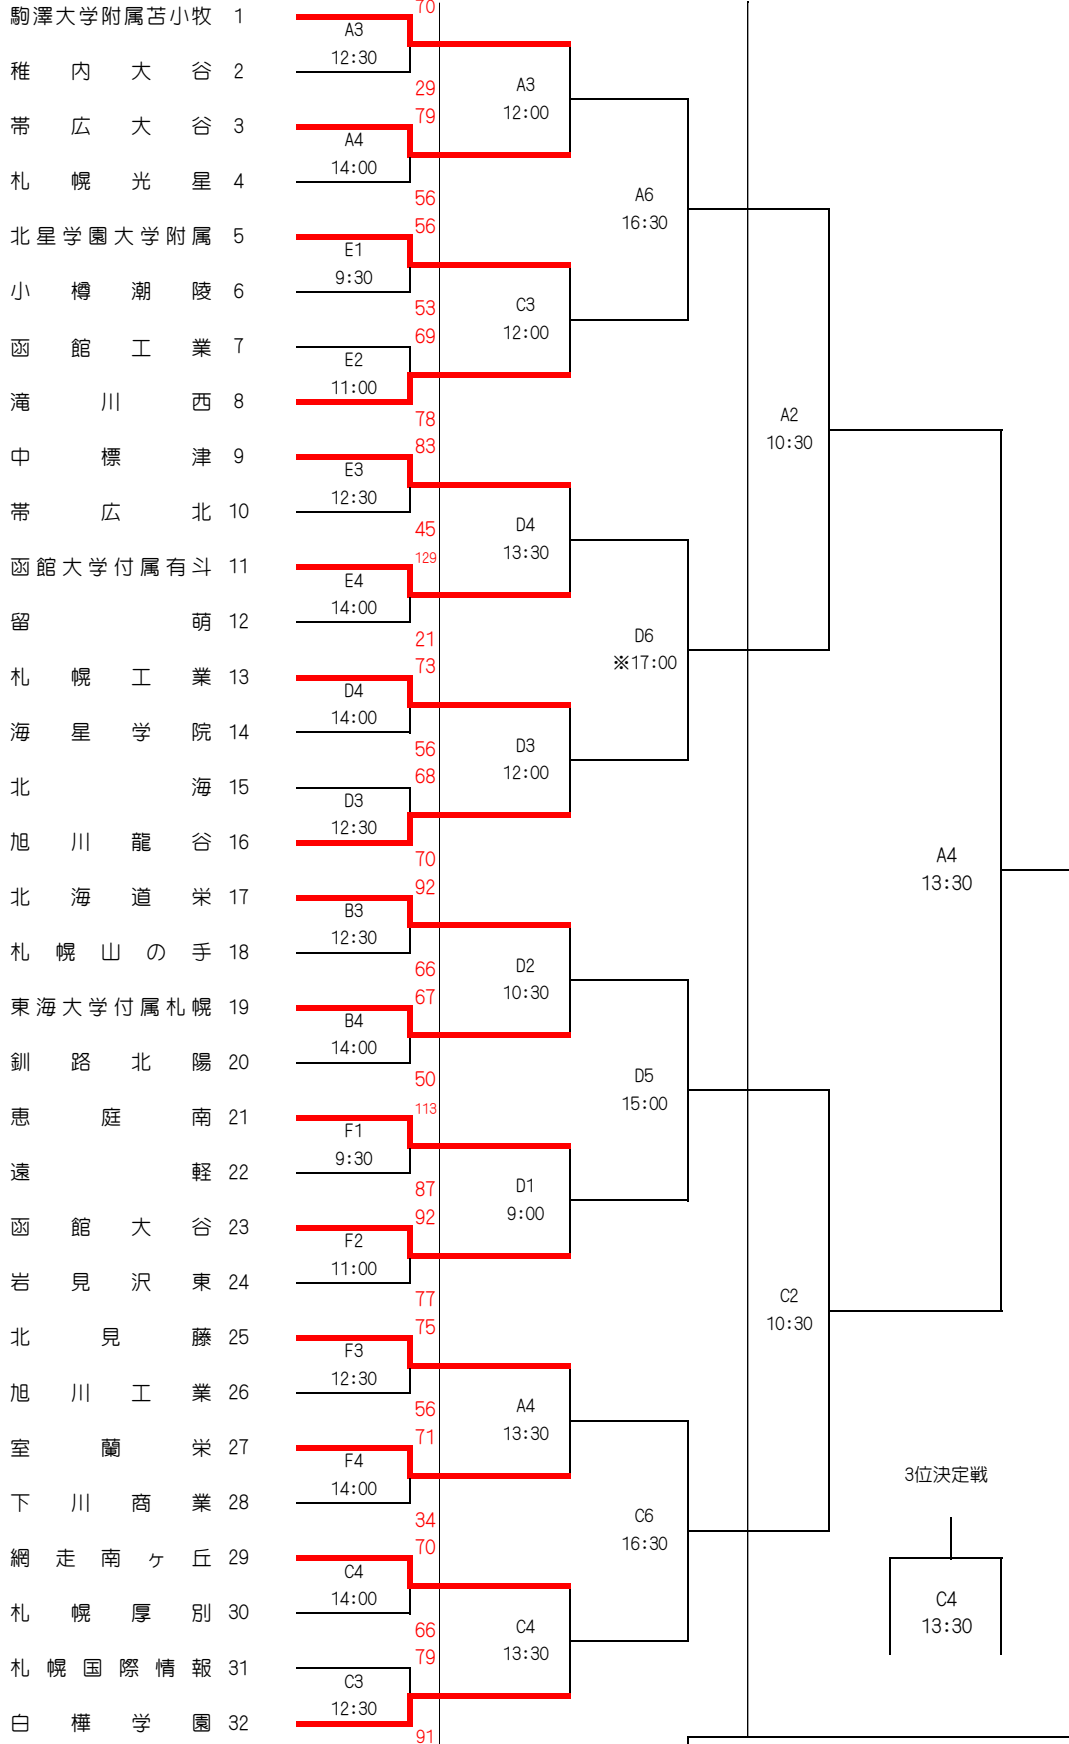 70
駒澤大学附属苫小牧 1
A3
12:30
稚内大谷 2
29
A3
12:00
79
帯広大谷 3
A4
14:00
札幌光星 4
56
A6
16:30
56
北星学園大学附属 5
E1
9:30
小樽潮陵 6
53
C3
12:00
69
函館工業 7
E2
11:00
滝川西 8
78
A2
10:30
83
中標津 9
E3
12:30
帯広北 10
45
D4
13:30
129
函館大学付属有斗 11
E4
14:00
留萌 12
21
D6
※17:00
73
札幌工業 13
D4
14:00
海星学院 14
56
D3
12:00
68
北海 15
D3
12:30
旭川龍谷 16
70
A4
13:30
92
北海道栄 17
B3
12:30
札幌山の手 18
66
D2
10:30
67
東海大学付属札幌 19
B4
14:00
釧路北陽 20
50
D5
15:00
113
恵庭南 21
F1
9:30
遠軽 22
87
D1
9:00
92
函館大谷 23
F2
11:00
岩見沢東 24
77
C2
10:30
75
北見藤 25
F3
12:30
旭川工業 26
56
A4
13:30
71
室蘭栄 27
F4
14:00
3位決定戦
下川商業 28
34
C6
16:30
70
網走南ヶ丘 29
C4
14:00
札幌厚別 30
C4
13:30
66
C4
13:30
79
札幌国際情報 31
C3
12:30
白樺学園 32
91